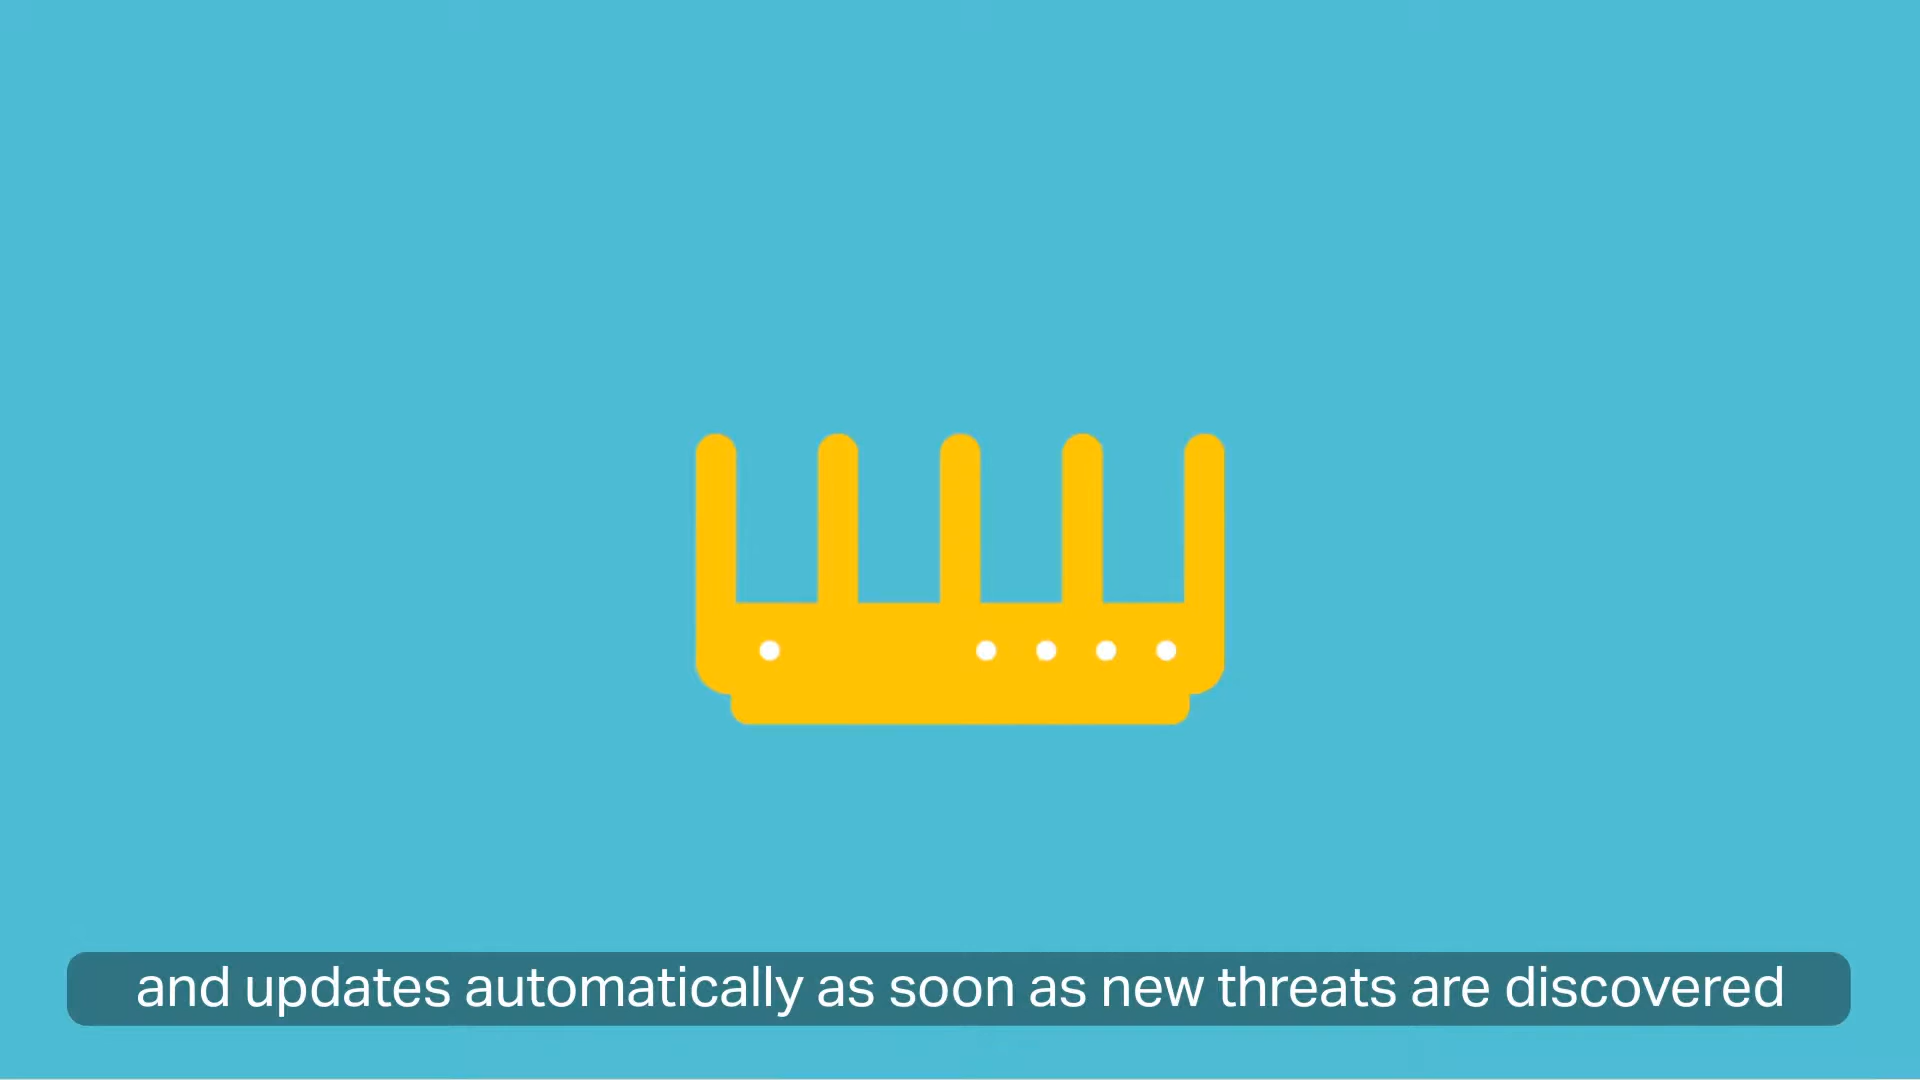 and updates automatically as soon as new threats are discovered